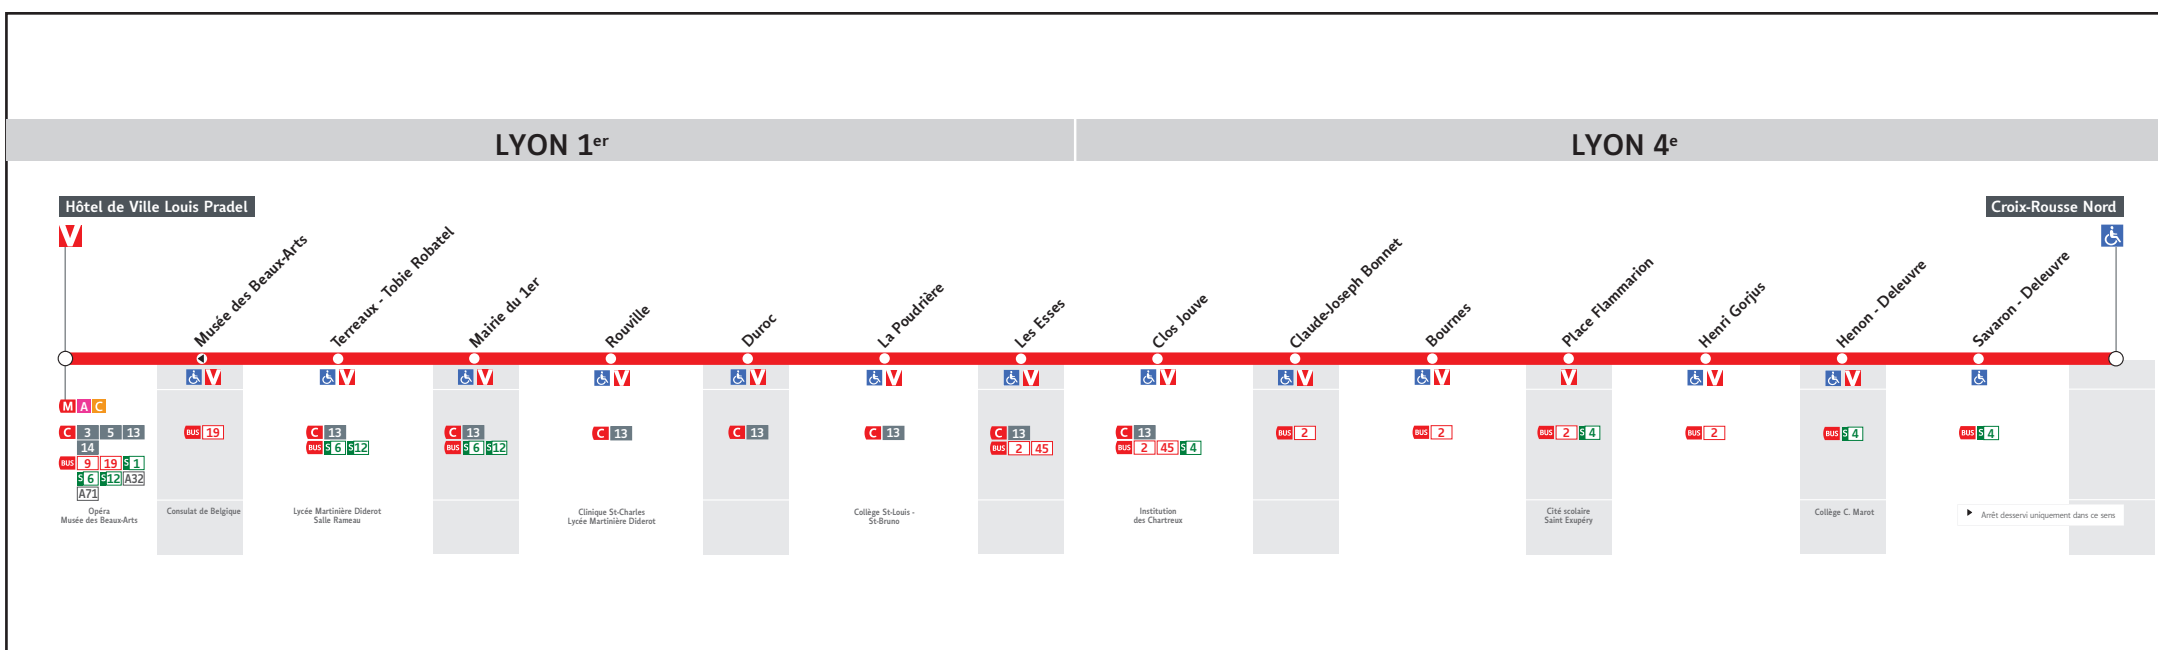 LYON 1er
LYON 4e
Hôtel de Ville Louis Pradel
Croix-Rousse Nord
V
Musée des Beaux-Arts
Terreaux - Tobie Robatel
Mairie du 1er
Rouville
Duroc
La Poudrière
Les Esses
Clos Jouve
Claude-Joseph Bonnet
Bournes
Place Flammarion
Henri Gorjus
Henon - Deleuvre
Savaron - Deleuvre
V
V
V
V
V
V
V
V
V
V
V
V
V
M A C
C 3 5 13
14
BUS 9 19 S1
S6 S12 A32
A71
Opéra
Musée des Beaux-Arts
BUS 19
Consulat de Belgique
C 13
BUS S6 S12
Lycée Martinière Diderot
Salle Rameau
C 13
BUS S6 S12
C 13
Clinique St-Charles
Lycée Martinière Diderot
C 13
C 13
Collège St-Louis -
St-Bruno
C 13
BUS 2 45
C 13
BUS 2 45 S4
Institution
des Chartreux
BUS 2
BUS 2
BUS 2 S4
Cité scolaire
Saint Exupéry
BUS 2
BUS S4
Collège C. Marot
BUS S4
Arrêt desservi uniquement dans ce sens